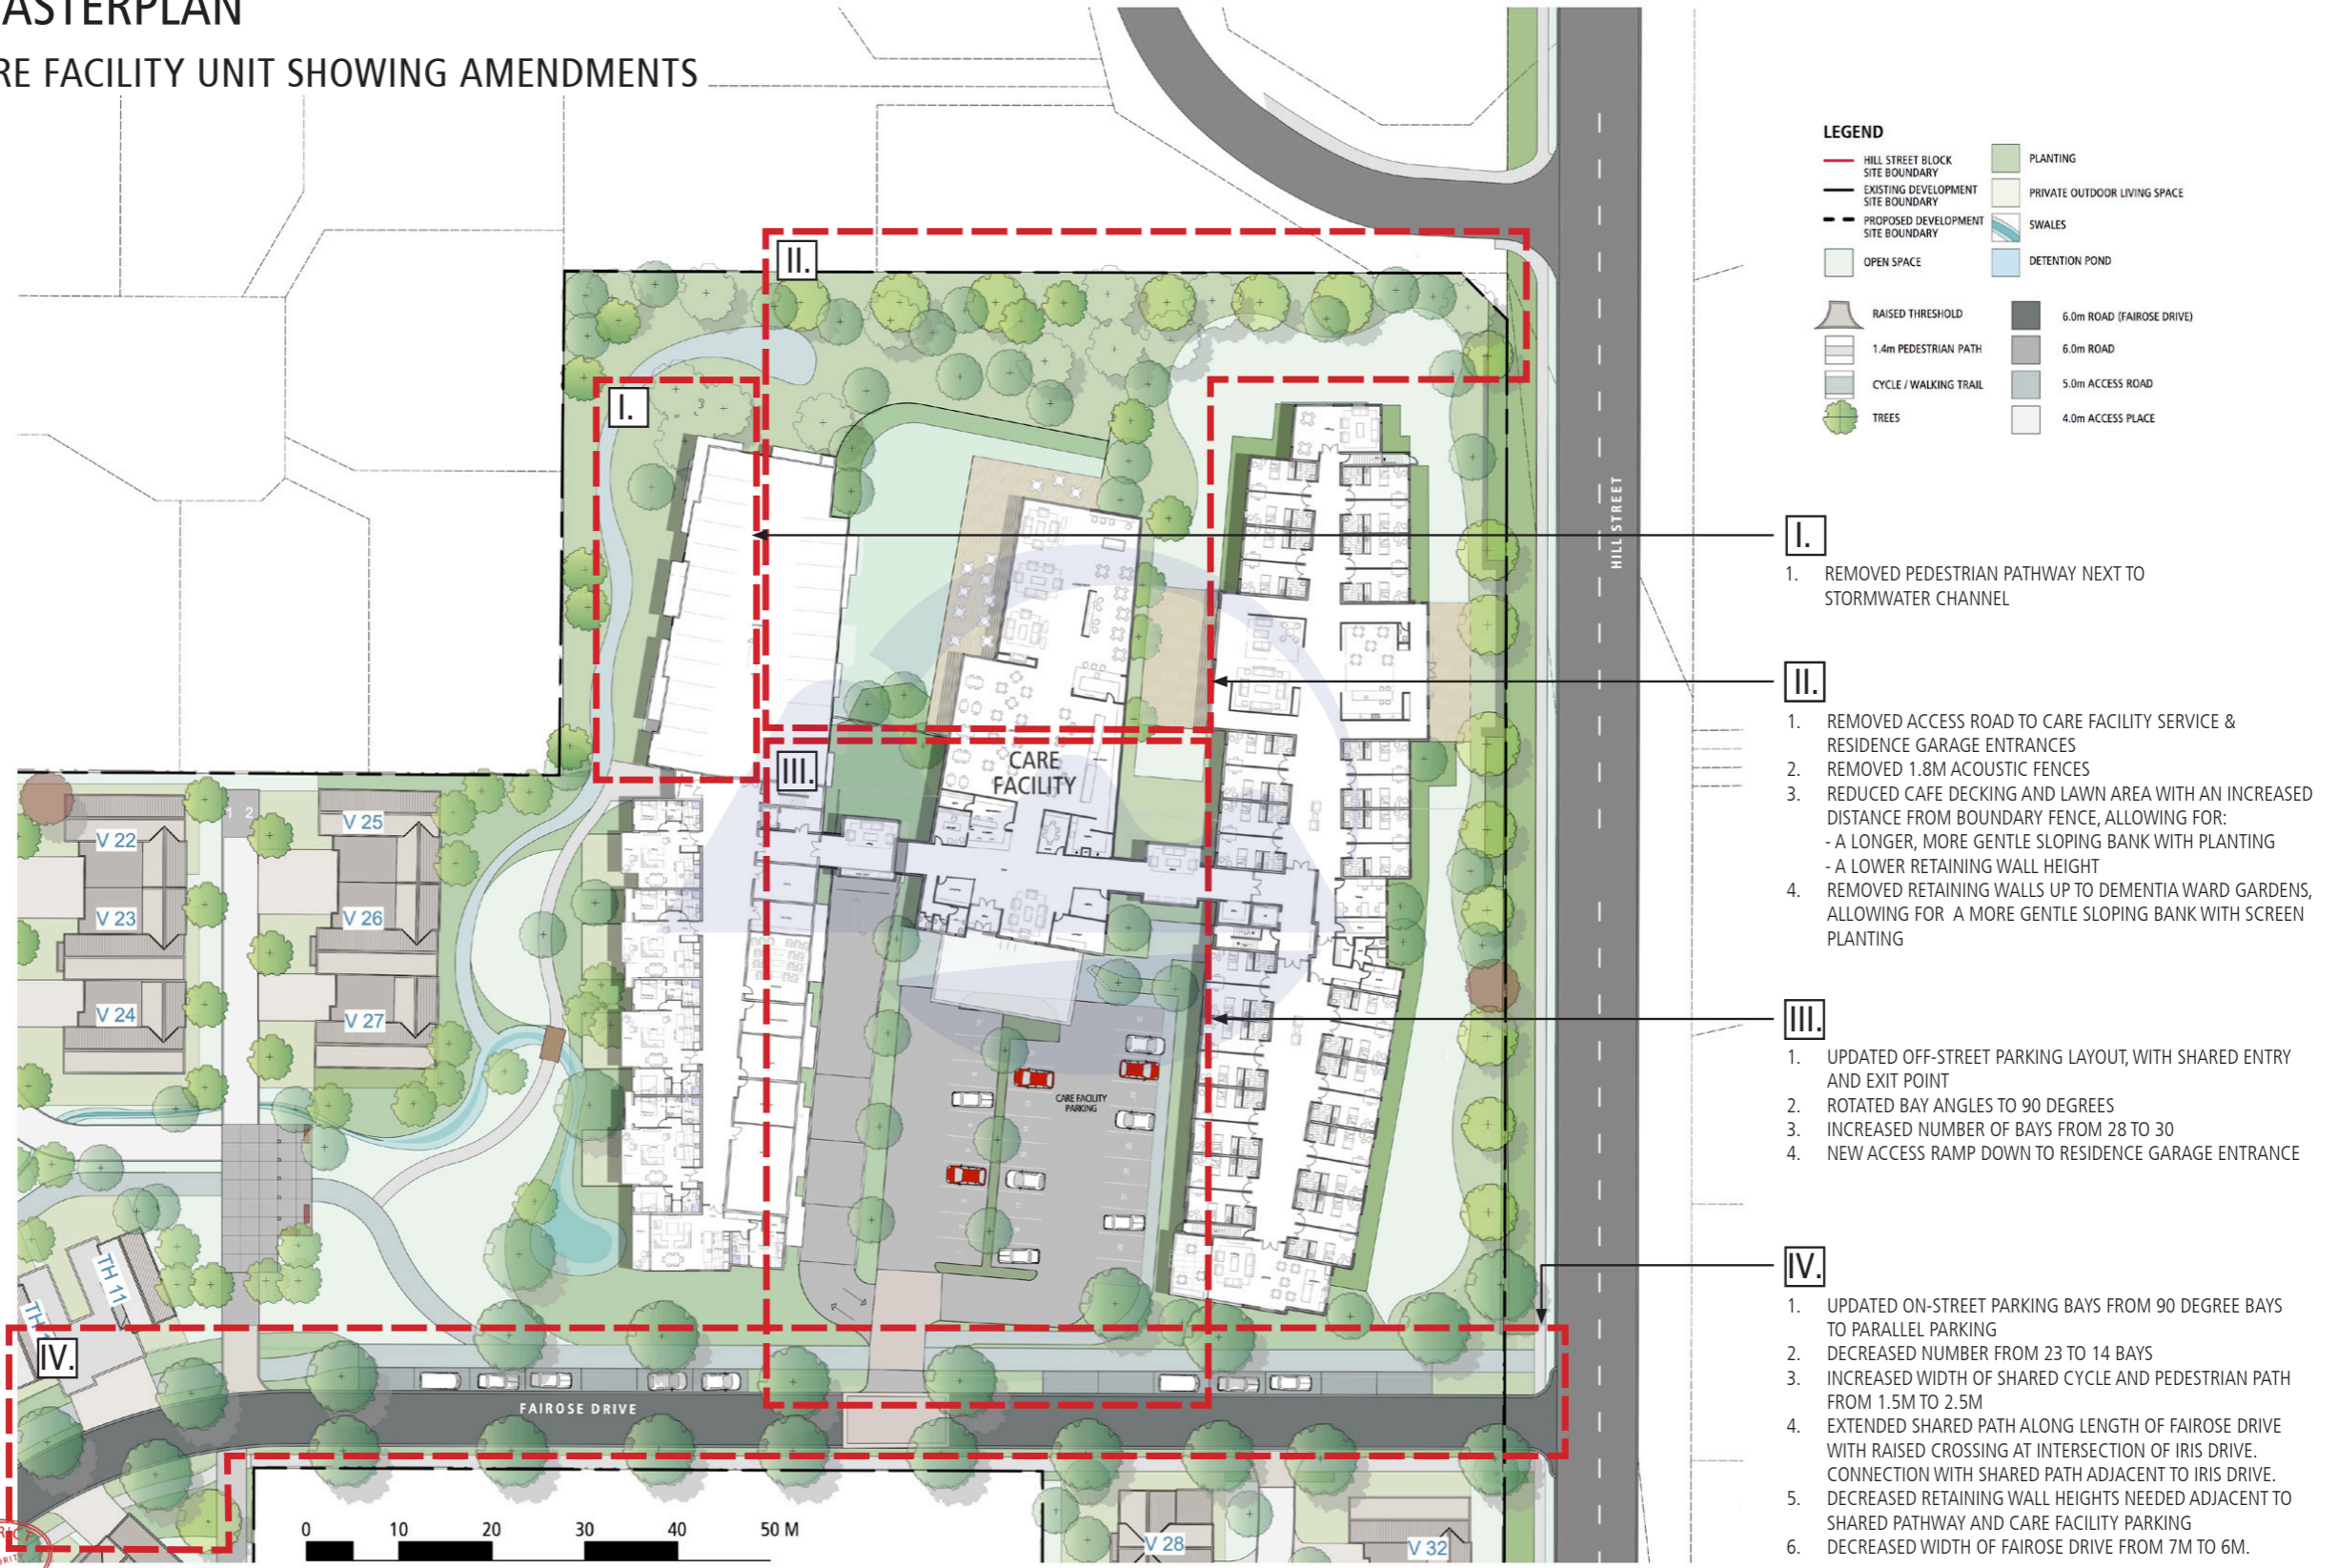 ASTERPLAN
RE FACILITY UNIT SHOWING AMENDMENTS
LEGEND
HILL STREET BLOCK
SITE BOUNDARY
EXISTING DEVELOPMENT
SITE BOUNDARY
PROPOSED DEVELOPMENT
SITE BOUNDARY
OPEN SPACE
PLANTING
PRIVATE OUTDOOR LIVING SPACE
SWALES
DETENTION POND
RAISED THRESHOLD
1.4m PEDESTRIAN PATH
CYCLE / WALKING TRAIL
TREES
6.0m ROAD (FAIROSE DRIVE)
6.0m ROAD
5.0m ACCESS ROAD
4.0m ACCESS PLACE
I.
1. REMOVED PEDESTRIAN PATHWAY NEXT TO
STORMWATER CHANNEL
II.
1. REMOVED ACCESS ROAD TO CARE FACILITY SERVICE &
RESIDENCE GARAGE ENTRANCES
2. REMOVED 1.8M ACOUSTIC FENCES
3. REDUCED CAFE DECKING AND LAWN AREA WITH AN INCREASED
DISTANCE FROM BOUNDARY FENCE, ALLOWING FOR:
- A LONGER, MORE GENTLE SLOPING BANK WITH PLANTING
- A LOWER RETAINING WALL HEIGHT
4. REMOVED RETAINING WALLS UP TO DEMENTIA WARD GARDENS,
ALLOWING FOR A MORE GENTLE SLOPING BANK WITH SCREEN
PLANTING
III.
1. UPDATED OFF-STREET PARKING LAYOUT, WITH SHARED ENTRY
AND EXIT POINT
2. ROTATED BAY ANGLES TO 90 DEGREES
3. INCREASED NUMBER OF BAYS FROM 28 TO 30
4. NEW ACCESS RAMP DOWN TO RESIDENCE GARAGE ENTRANCE
IV.
1. UPDATED ON-STREET PARKING BAYS FROM 90 DEGREE BAYS
TO PARALLEL PARKING
2. DECREASED NUMBER FROM 23 TO 14 BAYS
3. INCREASED WIDTH OF SHARED CYCLE AND PEDESTRIAN PATH
FROM 1.5M TO 2.5M
4. EXTENDED SHARED PATH ALONG LENGTH OF FAIROSE DRIVE
WITH RAISED CROSSING AT INTERSECTION OF IRIS DRIVE.
CONNECTION WITH SHARED PATH ADJACENT TO IRIS DRIVE.
5. DECREASED RETAINING WALL HEIGHTS NEEDED ADJACENT TO
SHARED PATHWAY AND CARE FACILITY PARKING
6. DECREASED WIDTH OF FAIROSE DRIVE FROM 7M TO 6M.
II.
I.
III.
IV.
HILL STREET
CARE
FACILITY
CARE FACILITY
PARKING
1 2
V 22
V 25
V 23
V 26
V 24
V 27
TH 11
TH
FAIROSE DRIVE
0 10 20 30 40 50 M
V 28
V 32